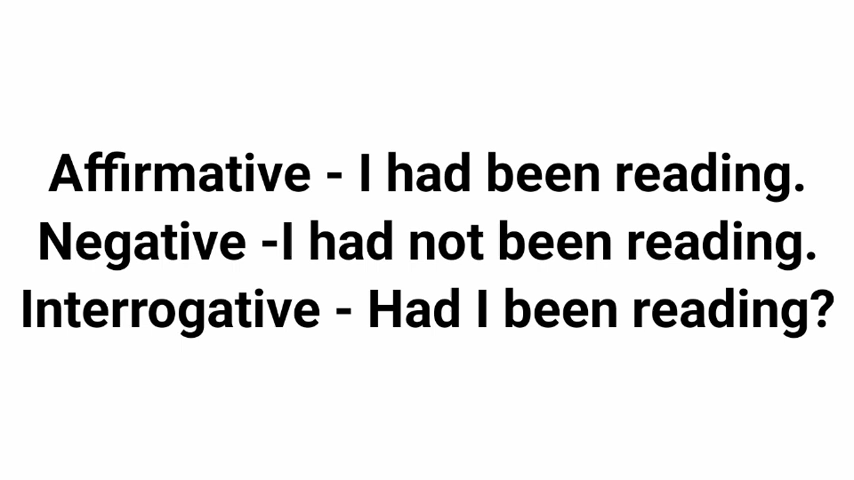 Affirmative - I had been reading.
Negative -I had not been reading.
Interrogative - Had I been reading?